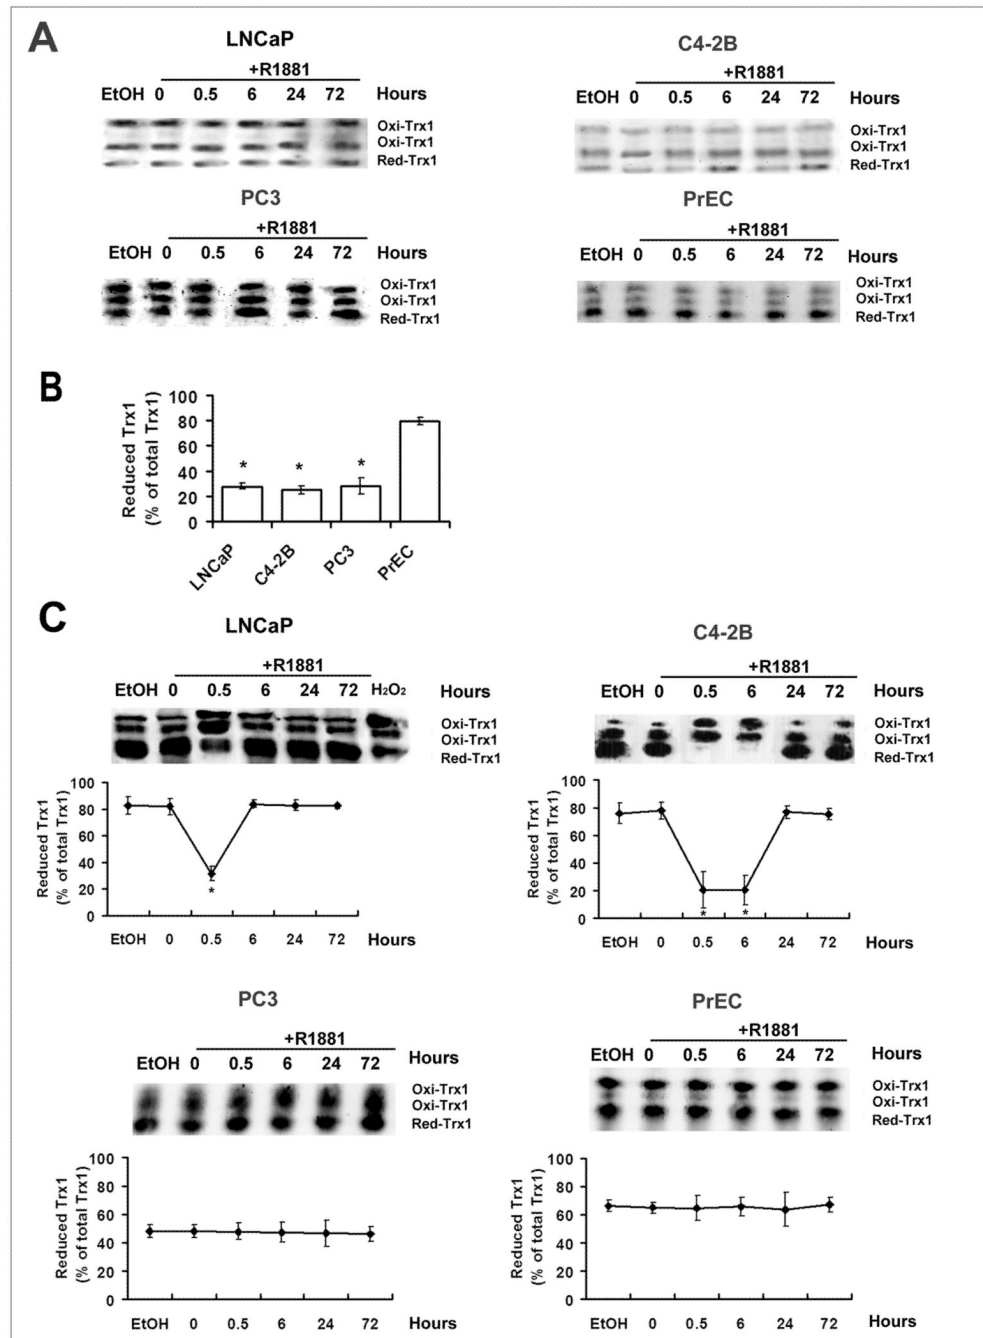 A
LNCaP
+R1881
EtOH 0 0.5 6 24 72 Hours
Oxi-Trx1
Oxi-Trx1
Red-Trx1
C4-2B
+R1881
EtOH 0 0.5 6 24 72 Hours
Oxi-Trx1
Oxi-Trx1
Red-Trx1
PC3
+R1881
EtOH 0 0.5 6 24 72 Hours
Oxi-Trx1
Oxi-Trx1
Red-Trx1
PrEC
+R1881
EtOH 0 0.5 6 24 72 Hours
Oxi-Trx1
Oxi-Trx1
Red-Trx1
B
Reduced Trx1
(% of total Trx1)
100
80
60
40
20
0
* * *
LNCaP
C4-2B
PC3
PrEC
C
LNCaP
+R1881
EtOH 0 0.5 6 24 72 H2O2 Hours
Oxi-Trx1
Oxi-Trx1
Red-Trx1
Reduced Trx1
(% of total Trx1)
100
80
60
40
20
0
*
EtOH 0 0.5 6 24 72 Hours
C4-2B
+R1881
EtOH 0 0.5 6 24 72 Hours
Oxi-Trx1
Oxi-Trx1
Red-Trx1
Reduced Trx1
(% of total Trx1)
100
80
60
40
20
0
* *
EtOH 0 0.5 6 24 72 Hours
PC3
+R1881
EtOH 0 0.5 6 24 72 Hours
Oxi-Trx1
Oxi-Trx1
Red-Trx1
Reduced Trx1
(% of total Trx1)
100
80
60
40
20
0
EtOH 0 0.5 6 24 72 Hours
PrEC
+R1881
EtOH 0 0.5 6 24 72 Hours
Oxi-Trx1
Oxi-Trx1
Red-Trx1
Reduced Trx1
(% of total Trx1)
100
80
60
40
20
0
EtOH 0 0.5 6 24 72 Hours